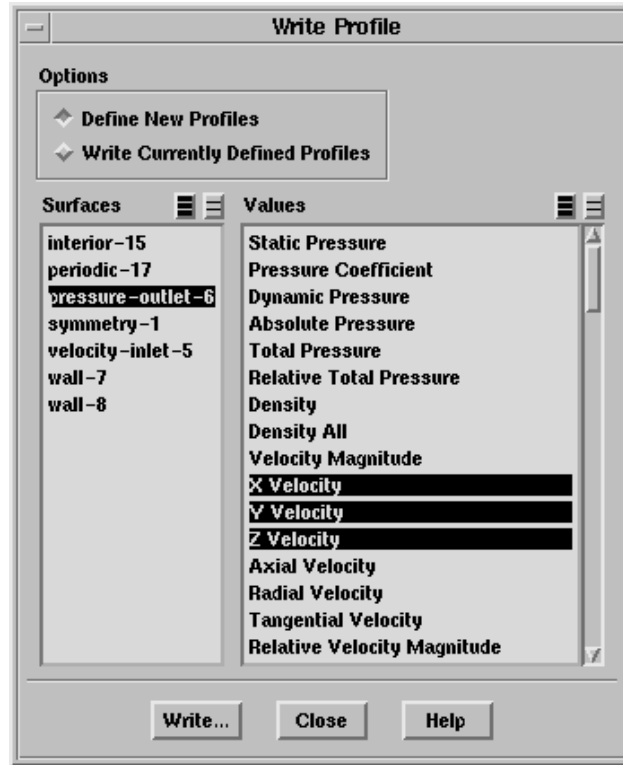 Write Profile
Options
Define New Profiles
Write Currently Defined Profiles
Surfaces
Values
interior-15
periodic-17
pressure-outlet-6
symmetry-1
velocity-inlet-5
wall-7
wall-8
Static Pressure
Pressure Coefficient
Dynamic Pressure
Absolute Pressure
Total Pressure
Relative Total Pressure
Density
Density All
Velocity Magnitude
X Velocity
Y Velocity
Z Velocity
Axial Velocity
Radial Velocity
Tangential Velocity
Relative Velocity Magnitude
Write... Close Help